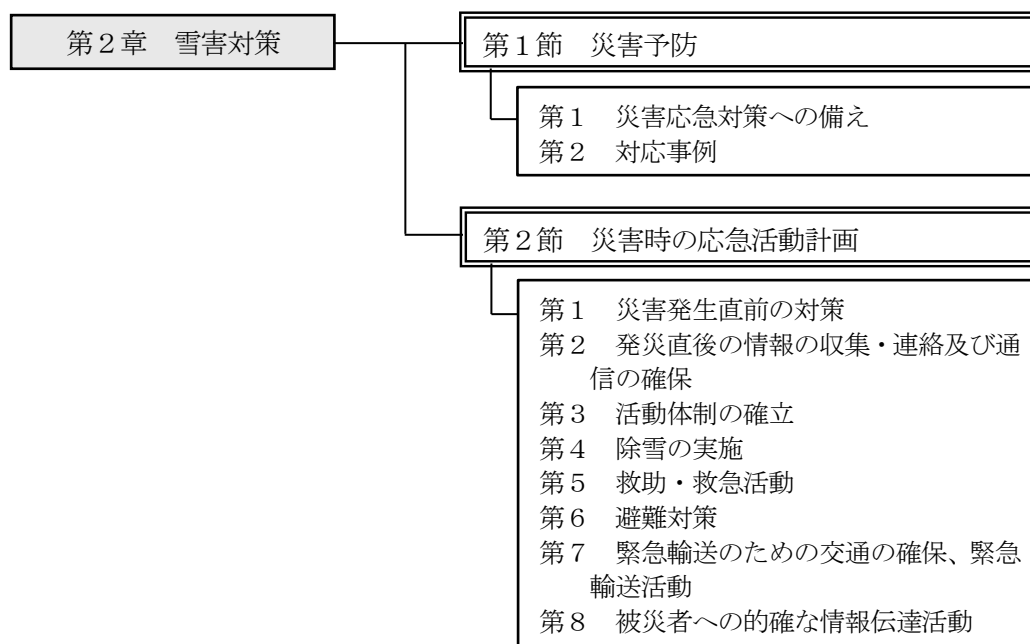 第２章　雪害対策
第１節　災害予防
第１　災害応急対策への備え
第２　対応事例
第２節　災害時の応急活動計画
第１　災害発生直前の対策
第２　発災直後の情報の収集・連絡及び通
信の確保
第３　活動体制の確立
第４　除雪の実施
第５　救助・救急活動
第６　避難対策
第７　緊急輸送のための交通の確保、緊急
輸送活動
第８　被災者への的確な情報伝達活動